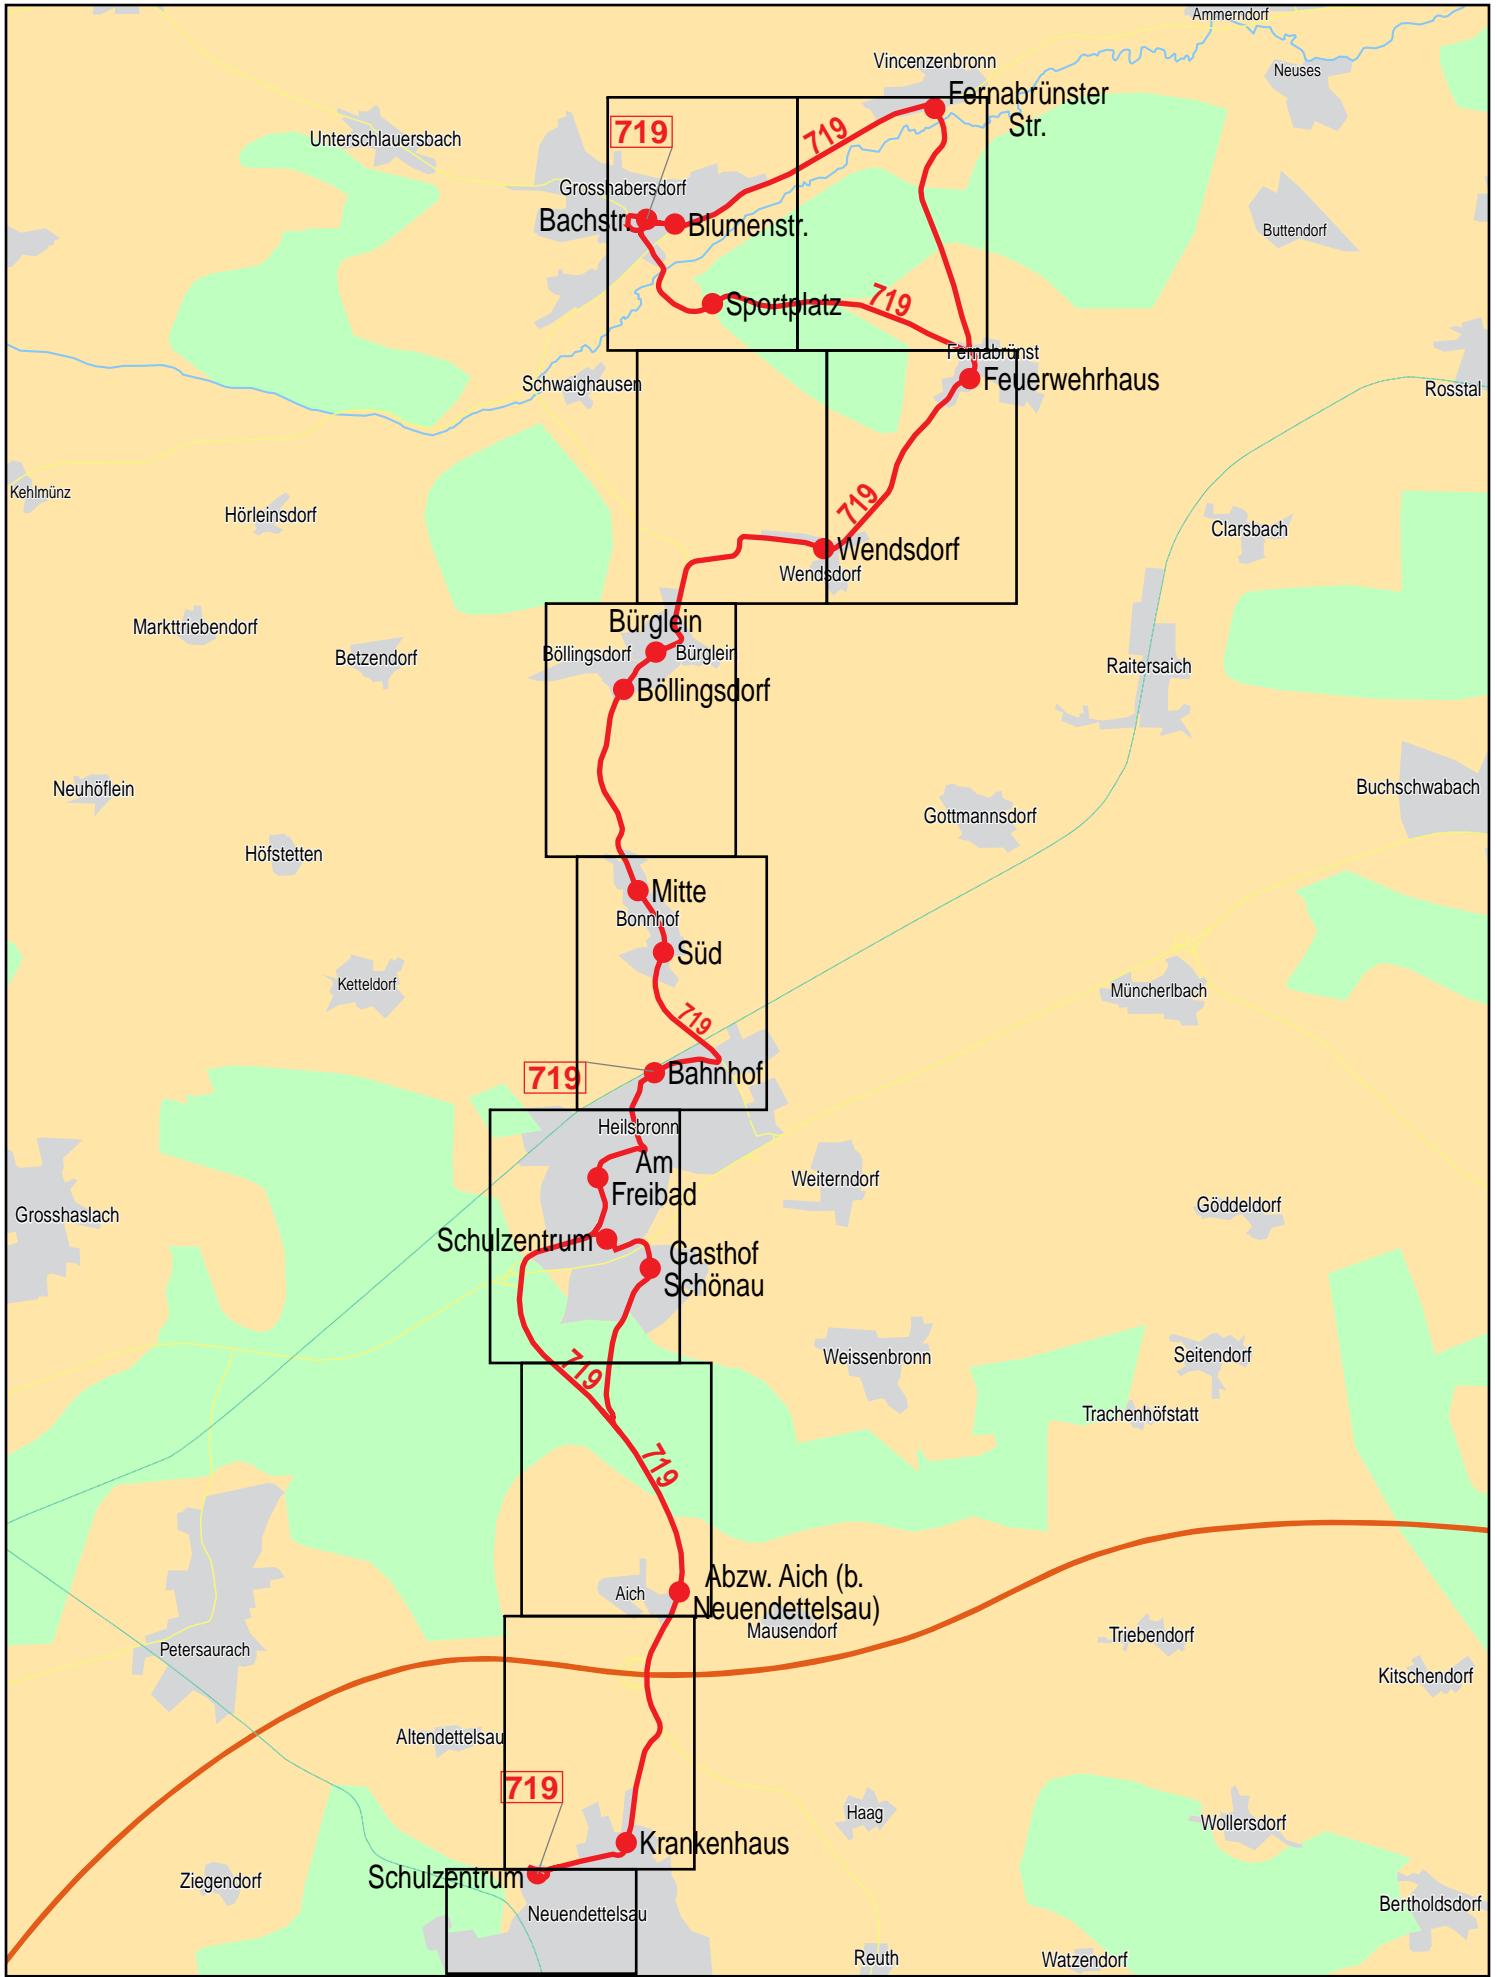 Ammerndorf
Vincenzenbronn
Neuses
Fernabrünster
Str.
719
719
Unterschlauersbach
Grosshabersdorf
Bachstr.
Blumenstr.
Buttendorf
Sportplatz
719
Fernabrünst
Feuerwehrhaus
Schwaighausen
Rosstal
Kehlmünz
Hörleinsdorf
719
Clarsbach
Wendsdorf
Wendsdorf
Bürglein
Markttriebendorf
Betzendorf
Böllingsdorf
Bürglein
Raitersaich
Böllingsdorf
Neuhöflein
Buchschwabach
Gottmannsdorf
Höfstetten
Mitte
Bonnhof
Süd
Ketteldorf
Müncherlbach
719
719
Bahnhof
Heilsbronn
Am
Freibad
Weiterndorf
Grosshaslach
Göddeldorf
Schulzentrum
Gasthof
Schönau
Weissenbronn
Seitendorf
719
Trachenhöfstatt
719
Abzw. Aich (b.
Neuendettelsau)
Aich
Mausendorf
Petersaurach
Triebendorf
Kitschendorf
Altendettelsau
719
Haag
Wollersdorf
Krankenhaus
Schulzentrum
Ziegendorf
Bertholdsdorf
Neuendettelsau
Reuth
Watzendorf